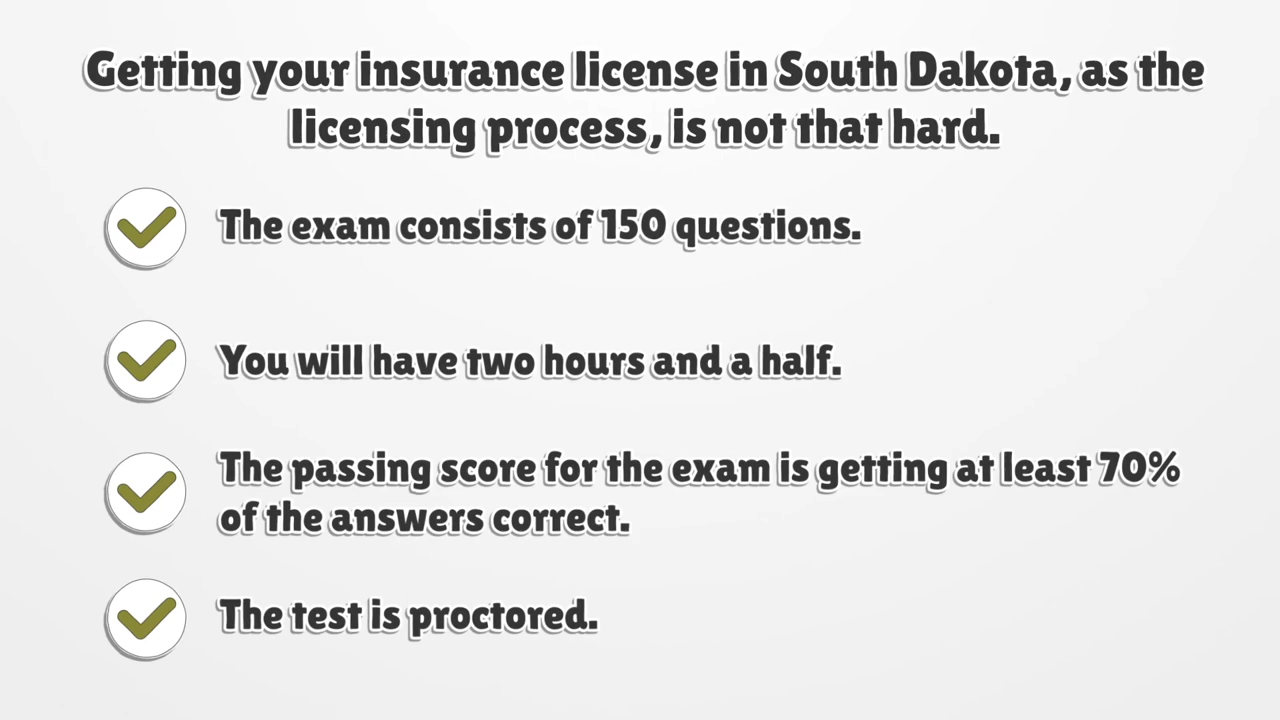 Getting your insurance license in South Dakota, as the
licensing process, is not that hard.
The exam consists of 150 questions.
You will have two hours and a half.
The passing score for the exam is getting at least 70%
of the answers correct.
The test is proctored.